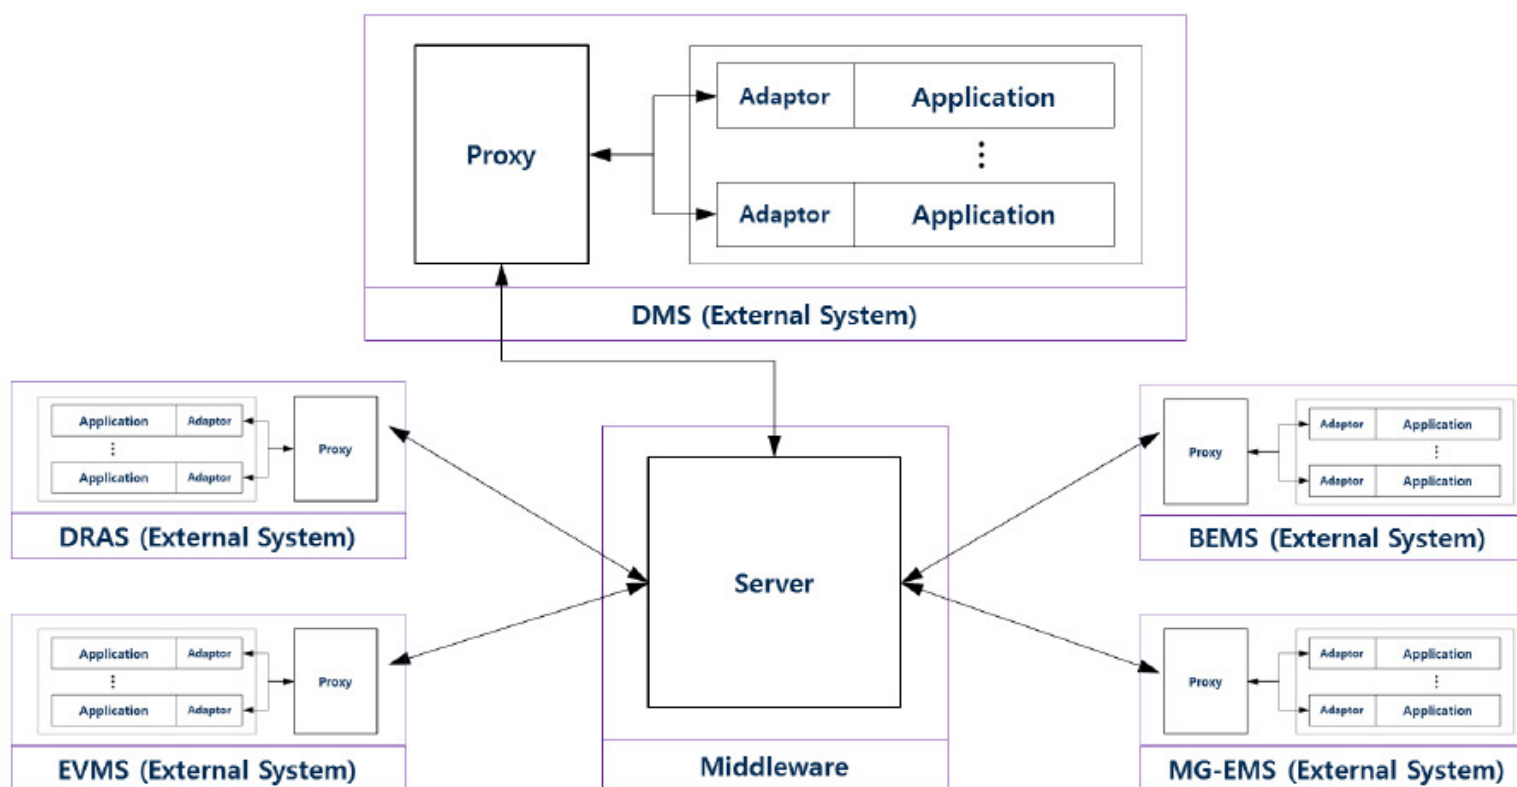 Proxy
Adaptor Application
⋮
Adaptor Application
DMS (External System)
Application Adaptor
⋮
Application Adaptor
Proxy
DRAS (External System)
Application Adaptor
⋮
Application Adaptor
Proxy
EVMS (External System)
Server
Middleware
Proxy
Adaptor Application
⋮
Adaptor Application
BEMS (External System)
Proxy
Adaptor Application
⋮
Adaptor Application
MG-EMS (External System)